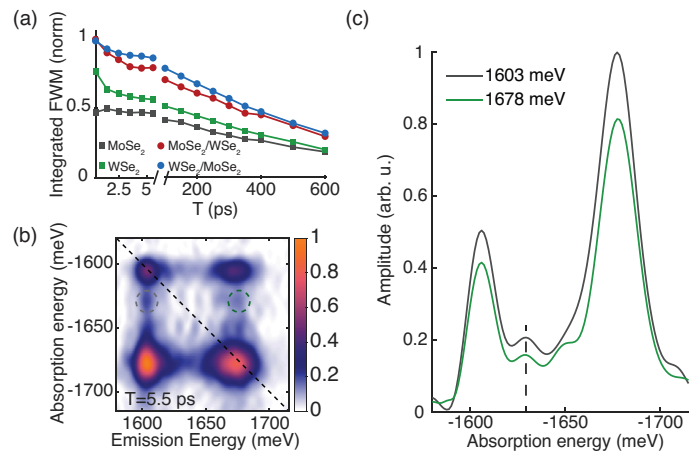 (a)
Integrated FWM (norm)
1
0.5
0
MoSe₂
MoSe₂/WSe₂
WSe₂
WSe₂/MoSe₂
2.5
5
200
400
600
T (ps)
(b)
Absorption energy (meV)
-1600
-1650
-1700
T=5.5 ps
1600
1650
1700
Emission Energy (meV)
1
0.8
0.6
0.4
0.2
0
(c)
Amplitude (arb. u.)
1
0.8
0.6
0.4
0.2
0
1603 meV
1678 meV
-1600
-1650
-1700
Absorption energy (meV)